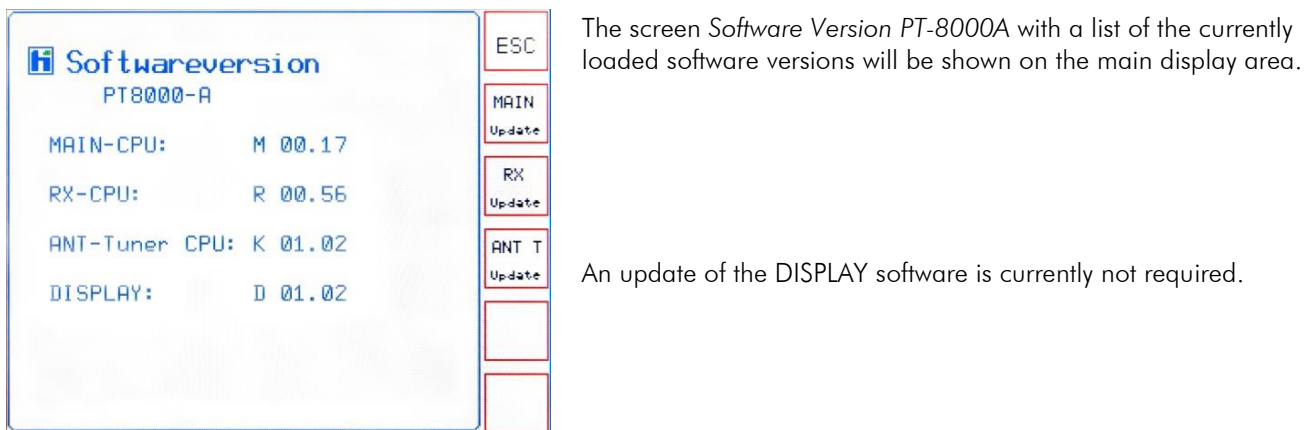 Softwareversion
PT8000-A
MAIN-CPU: M 00.17
RX-CPU: R 00.56
ANT-Tuner CPU: K 01.02
DISPLAY: D 01.02
ESC
MAIN
Update
RX
Update
ANT T
Update
The screen Software Version PT-8000A with a list of the currently
loaded software versions will be shown on the main display area.
An update of the DISPLAY software is currently not required.